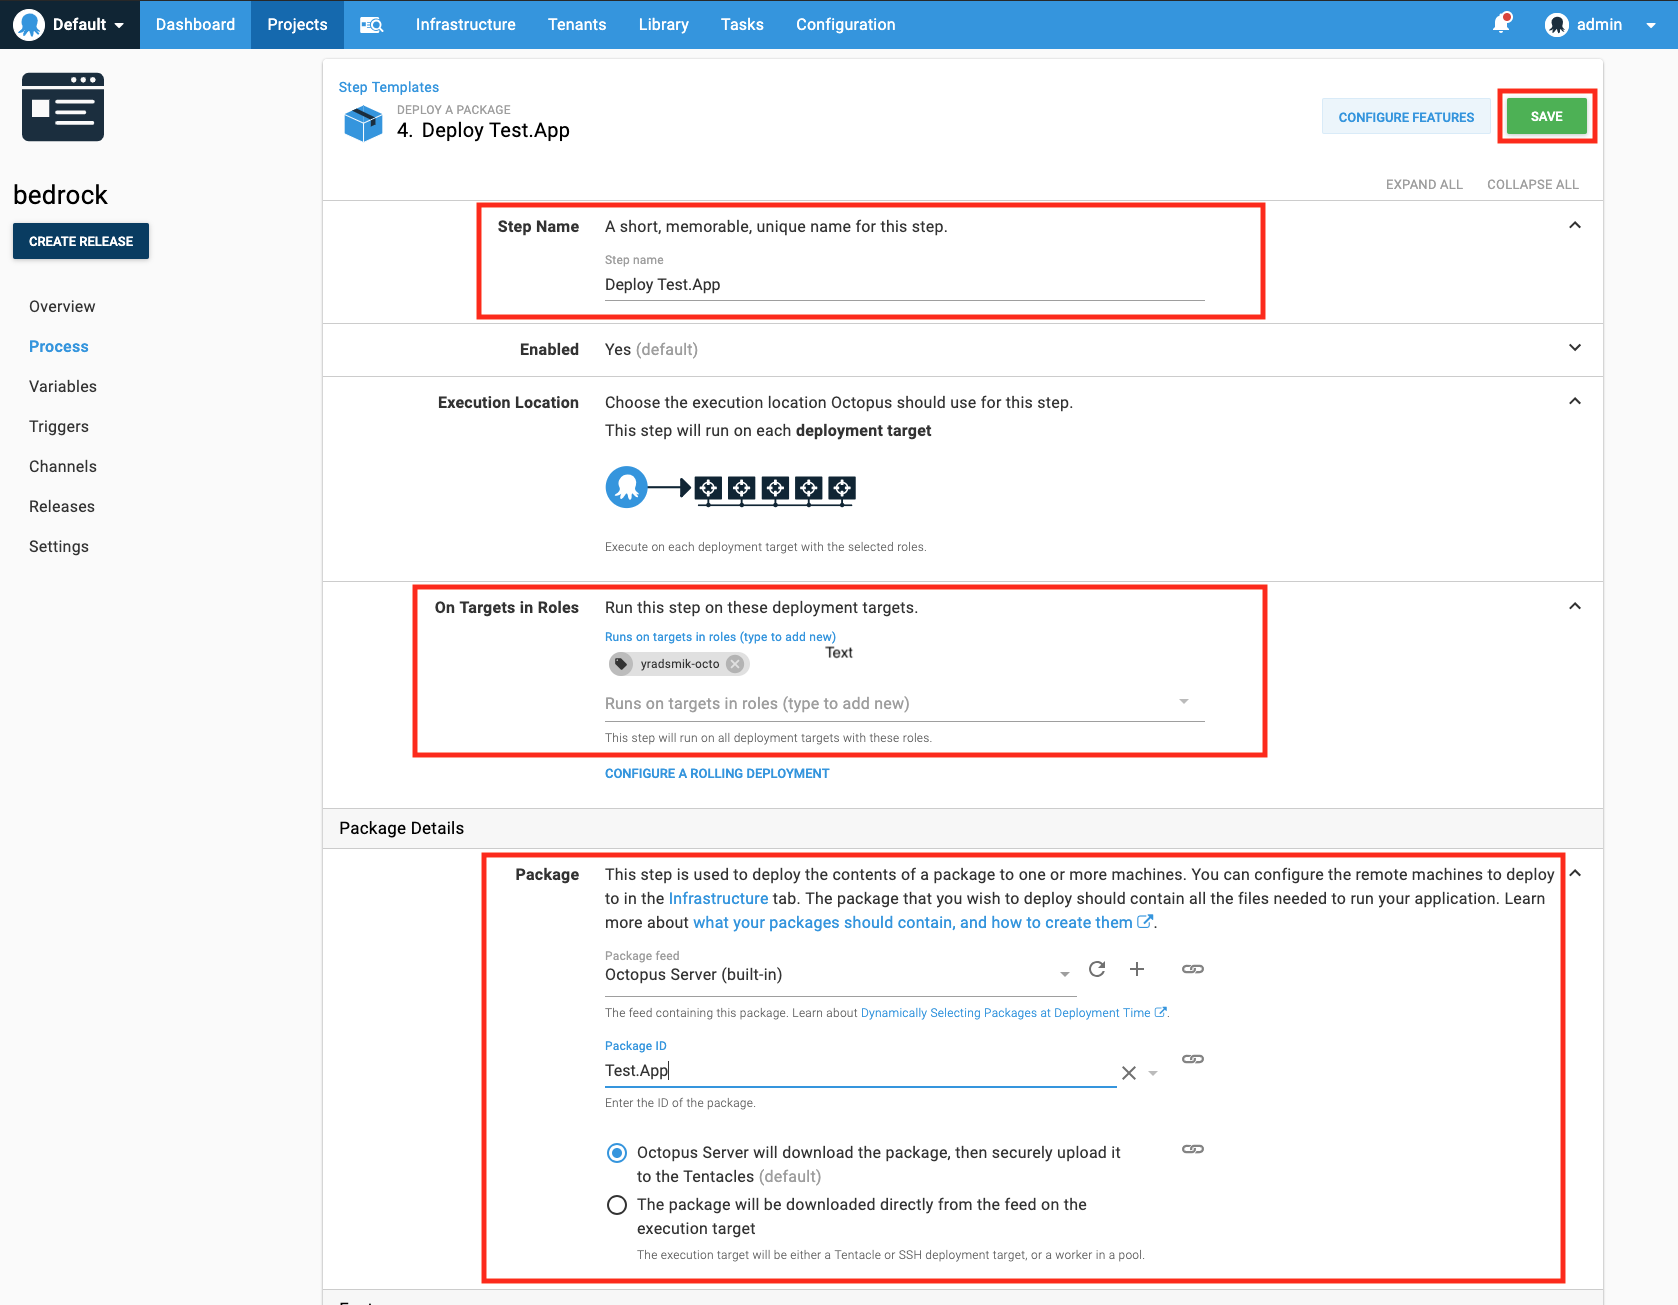 Default
Dashboard
Projects
Infrastructure
Tenants
Library
Tasks
Configuration
admin
bedrock
CREATE RELEASE
Overview
Process
Variables
Triggers
Channels
Releases
Settings
Step Templates
DEPLOY A PACKAGE
4. Deploy Test.App
CONFIGURE FEATURES
SAVE
EXPAND ALL
COLLAPSE ALL
Step Name
A short, memorable, unique name for this step.
Step name
Deploy Test.App
Enabled
Yes (default)
Execution Location
Choose the execution location Octopus should use for this step.
This step will run on each deployment target
Execute on each deployment target with the selected roles.
On Targets in Roles
Run this step on these deployment targets.
Runs on targets in roles (type to add new)
Text
yradsmik-octo
Runs on targets in roles (type to add new)
This step will run on all deployment targets with these roles.
CONFIGURE A ROLLING DEPLOYMENT
Package Details
Package
This step is used to deploy the contents of a package to one or more machines. You can configure the remote machines to deploy
to in the Infrastructure tab. The package that you wish to deploy should contain all the files needed to run your application. Learn
more about what your packages should contain, and how to create them.
Package feed
Octopus Server (built-in)
The feed containing this package. Learn about Dynamically Selecting Packages at Deployment Time.
Package ID
Test.App
Enter the ID of the package.
Octopus Server will download the package, then securely upload it
to the Tentacles (default)
The package will be downloaded directly from the feed on the
execution target
The execution target will be either a Tentacle or SSH deployment target, or a worker in a pool.